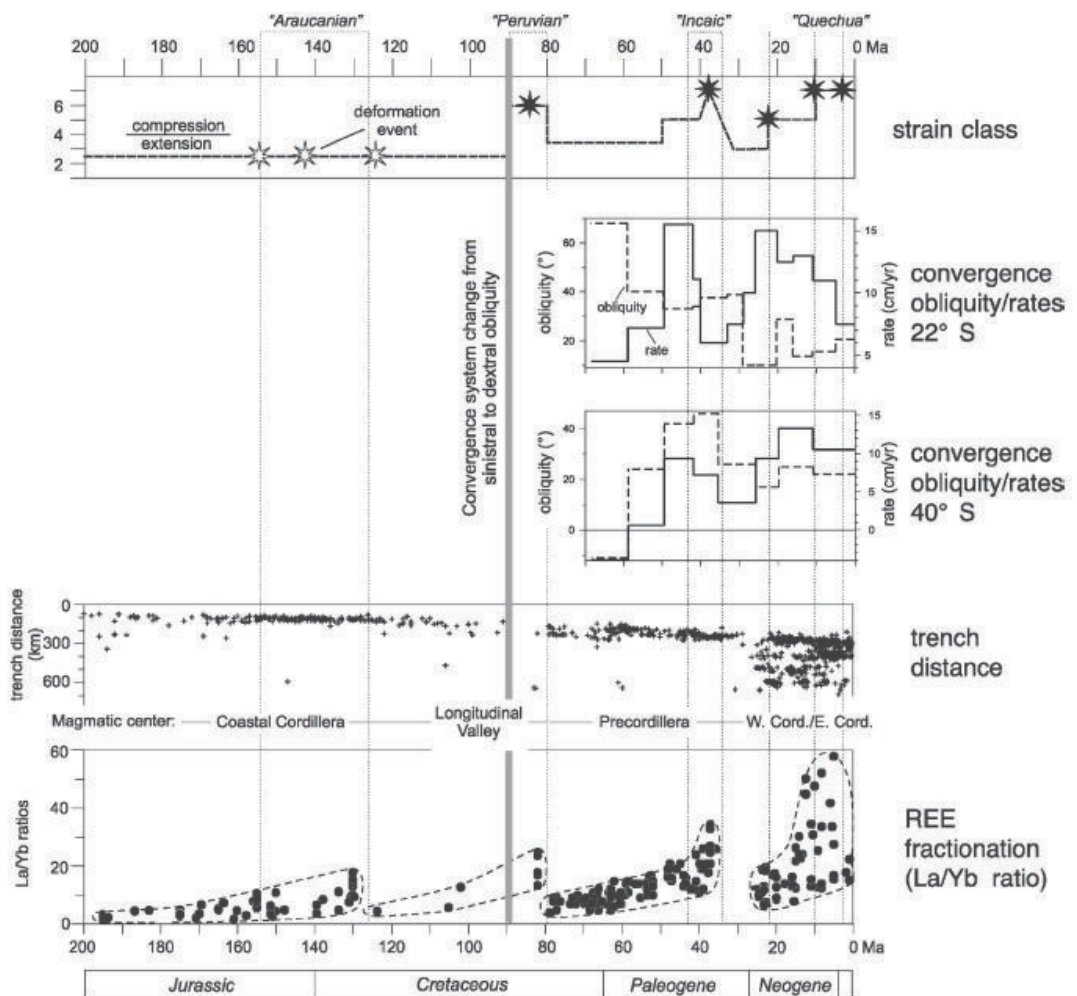 "Araucanian" "Peruvian" "Incaic" "Quechua"
200 160 140 120 100 80 60 40 20 0 Ma
6
4
2
compression
extension
deformation
event
strain class
Convergence system change from
sinistral to dextral obliquity
obliquity (°)
60
40
20
obliquity
rate
15
10
5
rate (cm/yr)
convergence
obliquity/rates
22° S
obliquity (°)
40
20
0
15
10
5
0
rate (cm/yr)
convergence
obliquity/rates
40° S
trench distance
(km)
0
300
600
trench
distance
Magmatic center: Coastal Cordillera Longitudinal Valley Precordillera W. Cord./E. Cord.
La/Yb ratios
60
40
20
0
REE
fractionation
(La/Yb ratio)
200 180 160 140 120 100 80 60 40 20 0 Ma
Jurassic Cretaceous Paleogene Neogene